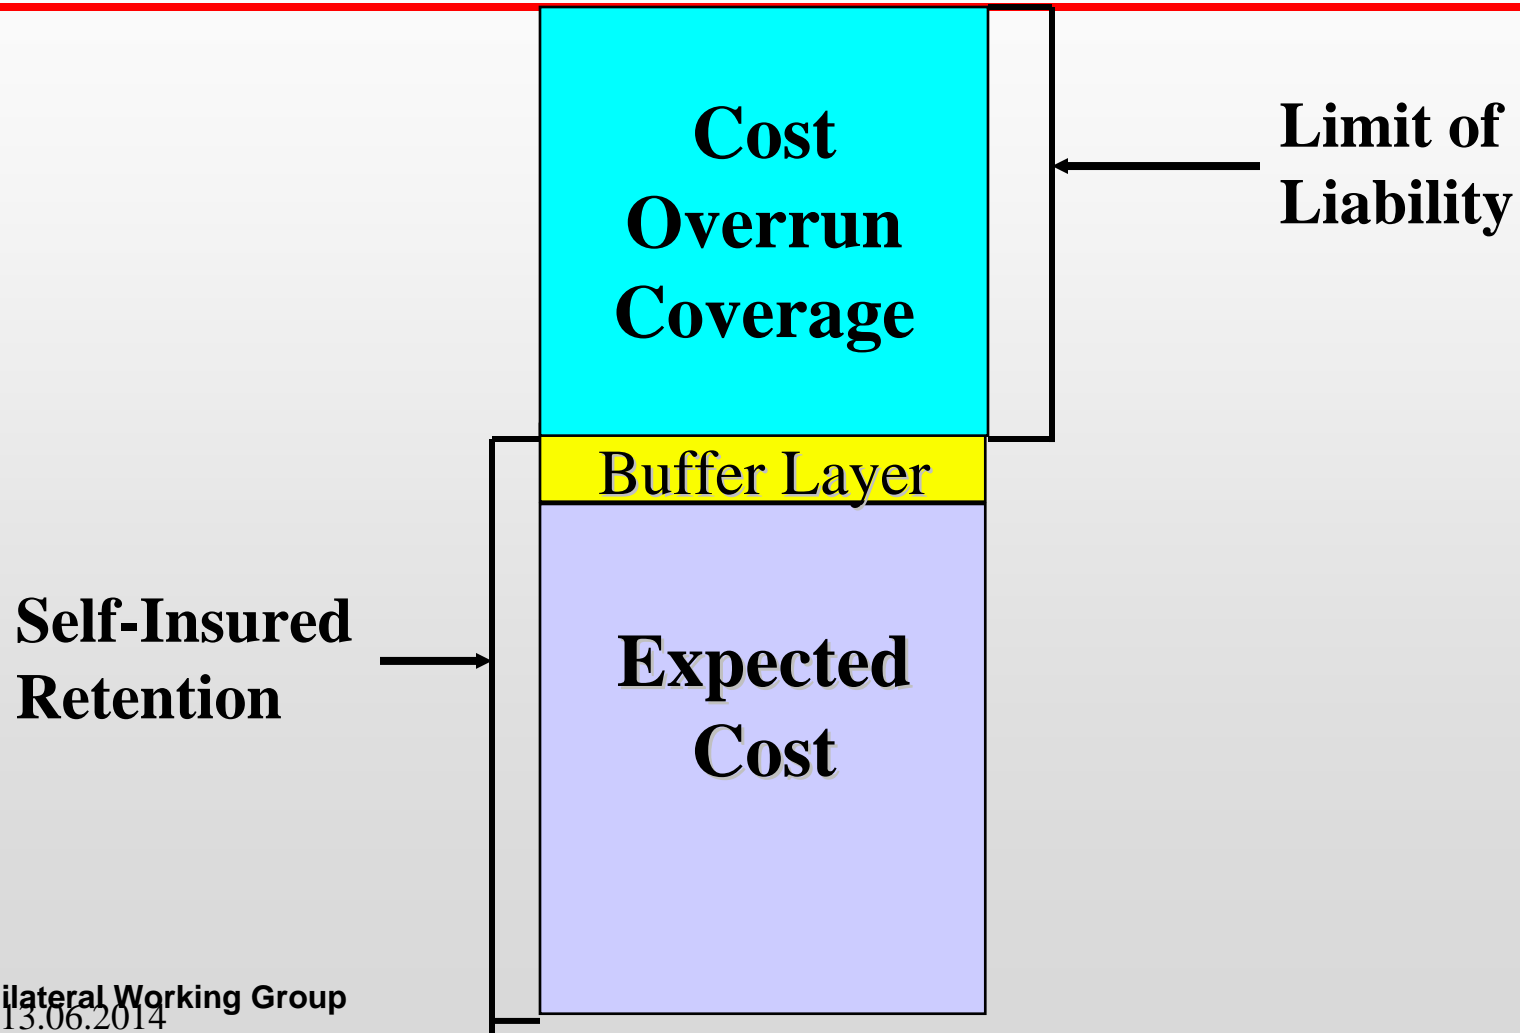 Cost
Overrun
Coverage
Limit of
Liability
Buffer Layer
Self-Insured
Retention
Expected
Cost
ilateral Working Group
13.06.2014